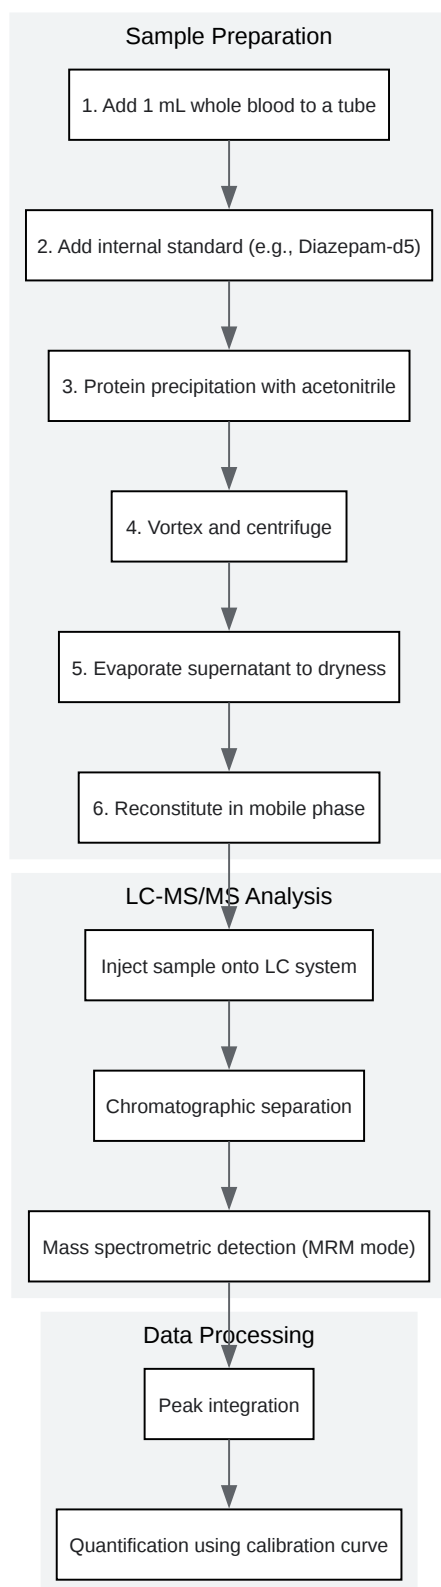 Sample Preparation
1. Add 1 mL whole blood to a tube
2. Add internal standard (e.g., Diazepam-d5)
3. Protein precipitation with acetonitrile
4. Vortex and centrifuge
5. Evaporate supernatant to dryness
6. Reconstitute in mobile phase
LC-MS/MS Analysis
Inject sample onto LC system
Chromatographic separation
Mass spectrometric detection (MRM mode)
Data Processing
Peak integration
Quantification using calibration curve